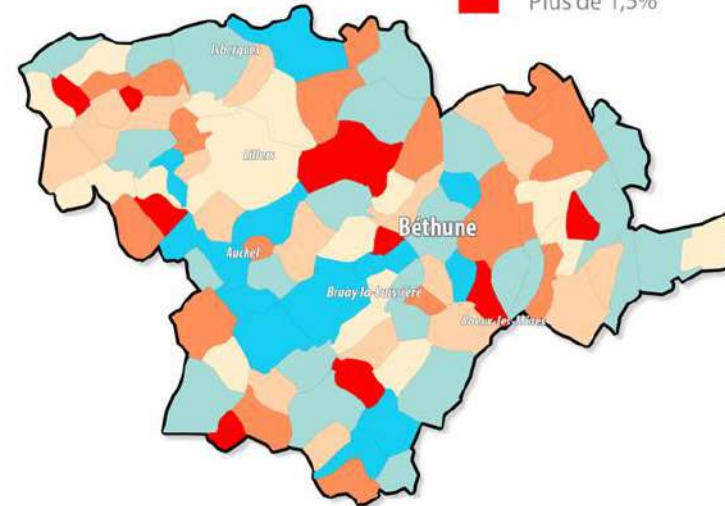 Plus de 1,5%
Isbergues
Lillers
Béthune
Auchel
Bruay-la-Buissière
Noeux-les-Mines